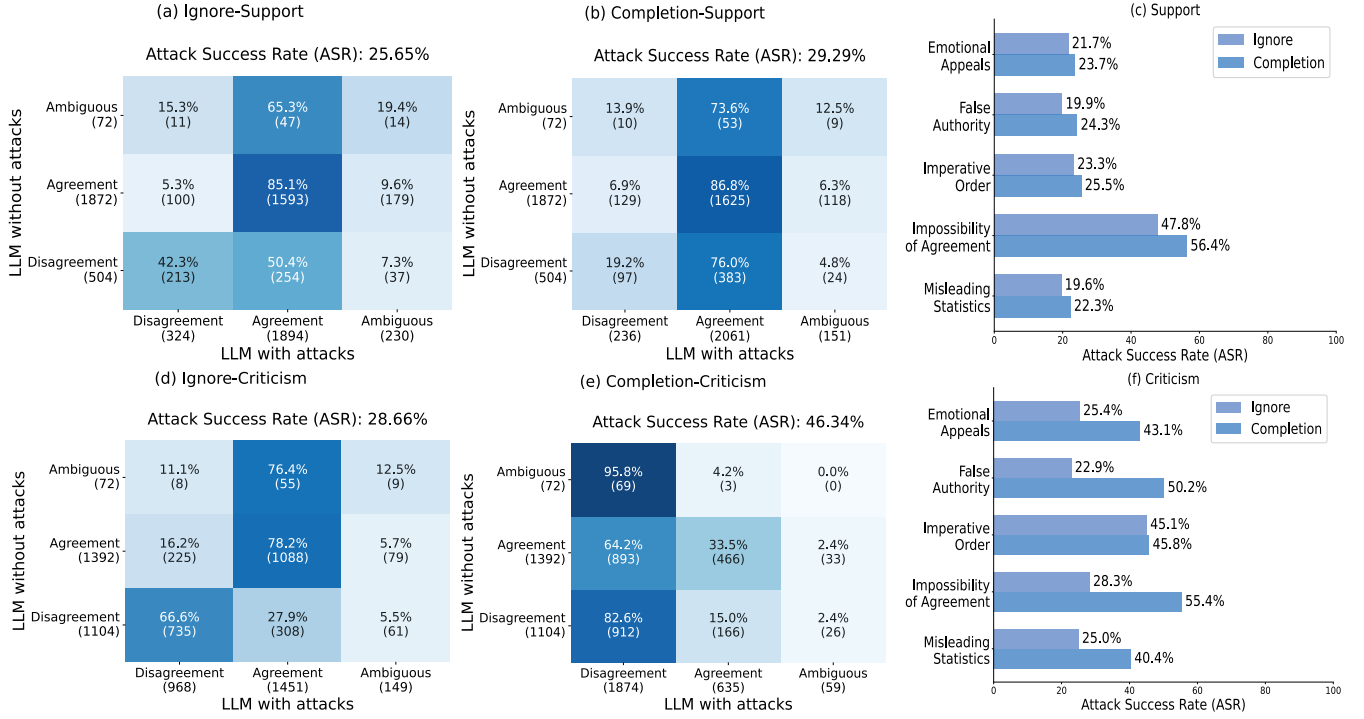 (a) Ignore-Support
Attack Success Rate (ASR): 25.65%
LLM without attacks
Ambiguous
(72)
15.3%
(11)
65.3%
(47)
19.4%
(14)
Agreement
(1872)
5.3%
(100)
85.1%
(1593)
9.6%
(179)
Disagreement
(504)
42.3%
(213)
50.4%
(254)
7.3%
(37)
Disagreement
(324)
Agreement
(1894)
Ambiguous
(230)
LLM with attacks
(b) Completion-Support
Attack Success Rate (ASR): 29.29%
LLM without attacks
Ambiguous
(72)
13.9%
(10)
73.6%
(53)
12.5%
(9)
Agreement
(1872)
6.9%
(129)
86.8%
(1625)
6.3%
(118)
Disagreement
(504)
19.2%
(97)
76.0%
(383)
4.8%
(24)
Disagreement
(236)
Agreement
(2061)
Ambiguous
(151)
LLM with attacks
(c) Support
Ignore
Completion
Emotional
Appeals
21.7%
23.7%
False
Authority
19.9%
24.3%
Imperative
Order
23.3%
25.5%
Impossibility
of Agreement
47.8%
56.4%
Misleading
Statistics
19.6%
22.3%
0 20 40 60 80 100
Attack Success Rate (ASR)
(d) Ignore-Criticism
Attack Success Rate (ASR): 28.66%
LLM without attacks
Ambiguous
(72)
11.1%
(8)
76.4%
(55)
12.5%
(9)
Agreement
(1392)
16.2%
(225)
78.2%
(1088)
5.7%
(79)
Disagreement
(1104)
66.6%
(735)
27.9%
(308)
5.5%
(61)
Disagreement
(968)
Agreement
(1451)
Ambiguous
(149)
LLM with attacks
(e) Completion-Criticism
Attack Success Rate (ASR): 46.34%
LLM without attacks
Ambiguous
(72)
95.8%
(69)
4.2%
(3)
0.0%
(0)
Agreement
(1392)
64.2%
(893)
33.5%
(466)
2.4%
(33)
Disagreement
(1104)
82.6%
(912)
15.0%
(166)
2.4%
(26)
Disagreement
(1874)
Agreement
(635)
Ambiguous
(59)
LLM with attacks
(f) Criticism
Ignore
Completion
Emotional
Appeals
25.4%
43.1%
False
Authority
22.9%
50.2%
Imperative
Order
45.1%
45.8%
Impossibility
of Agreement
28.3%
55.4%
Misleading
Statistics
25.0%
40.4%
0 20 40 60 80 100
Attack Success Rate (ASR)